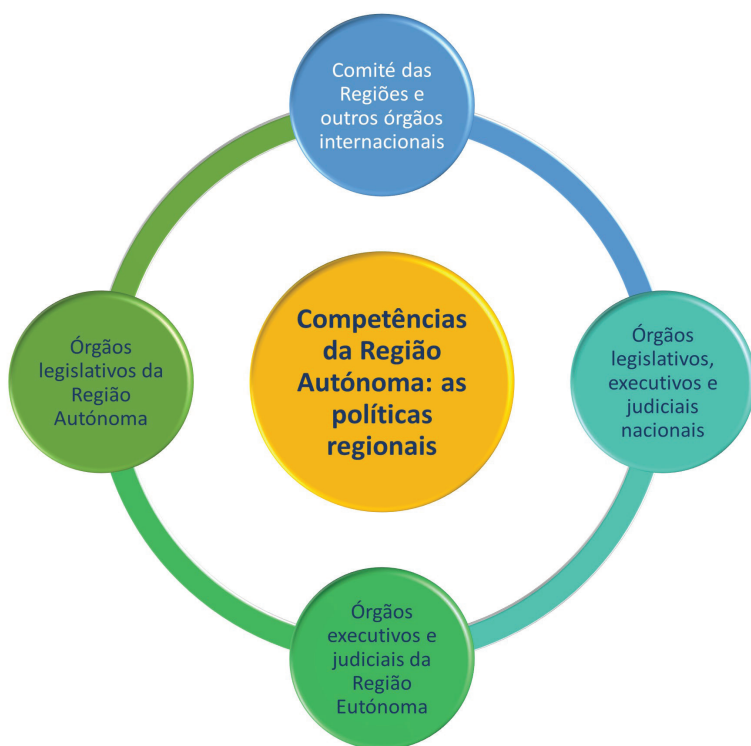 Comité das
Regiões e
outros órgãos
internacionais
Competências
da Região
Autónoma: as
políticas
regionais
Órgãos
legislativos da
Região
Autónoma
Órgãos
legislativos,
executivos e
judiciais
nacionais
Órgãos
executivos e
judiciais da
Região
Eutónoma